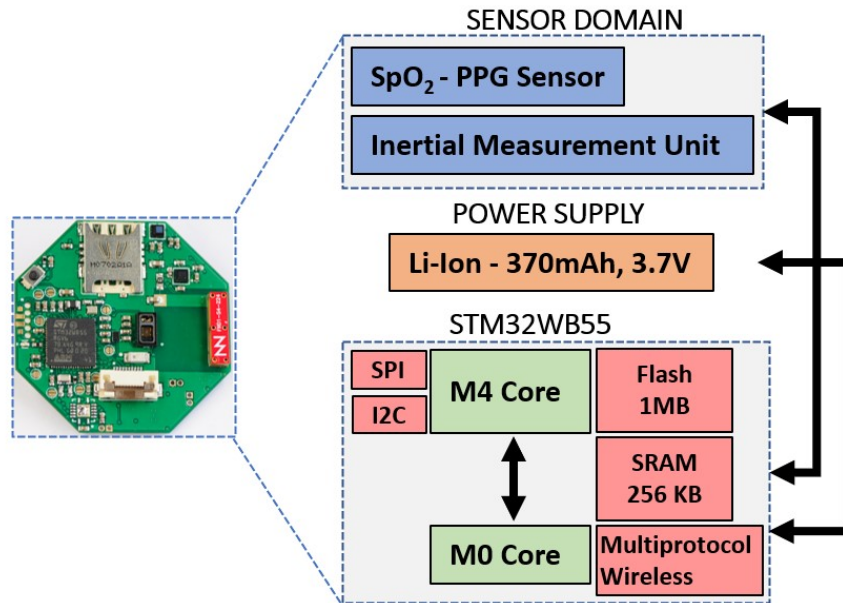 SENSOR DOMAIN
SpO₂ - PPG Sensor
Inertial Measurement Unit
POWER SUPPLY
Li-Ion - 370mAh, 3.7V
STM32WB55
SPI
I2C
M4 Core
Flash
1MB
SRAM
256 KB
M0 Core
Multiprotocol
Wireless